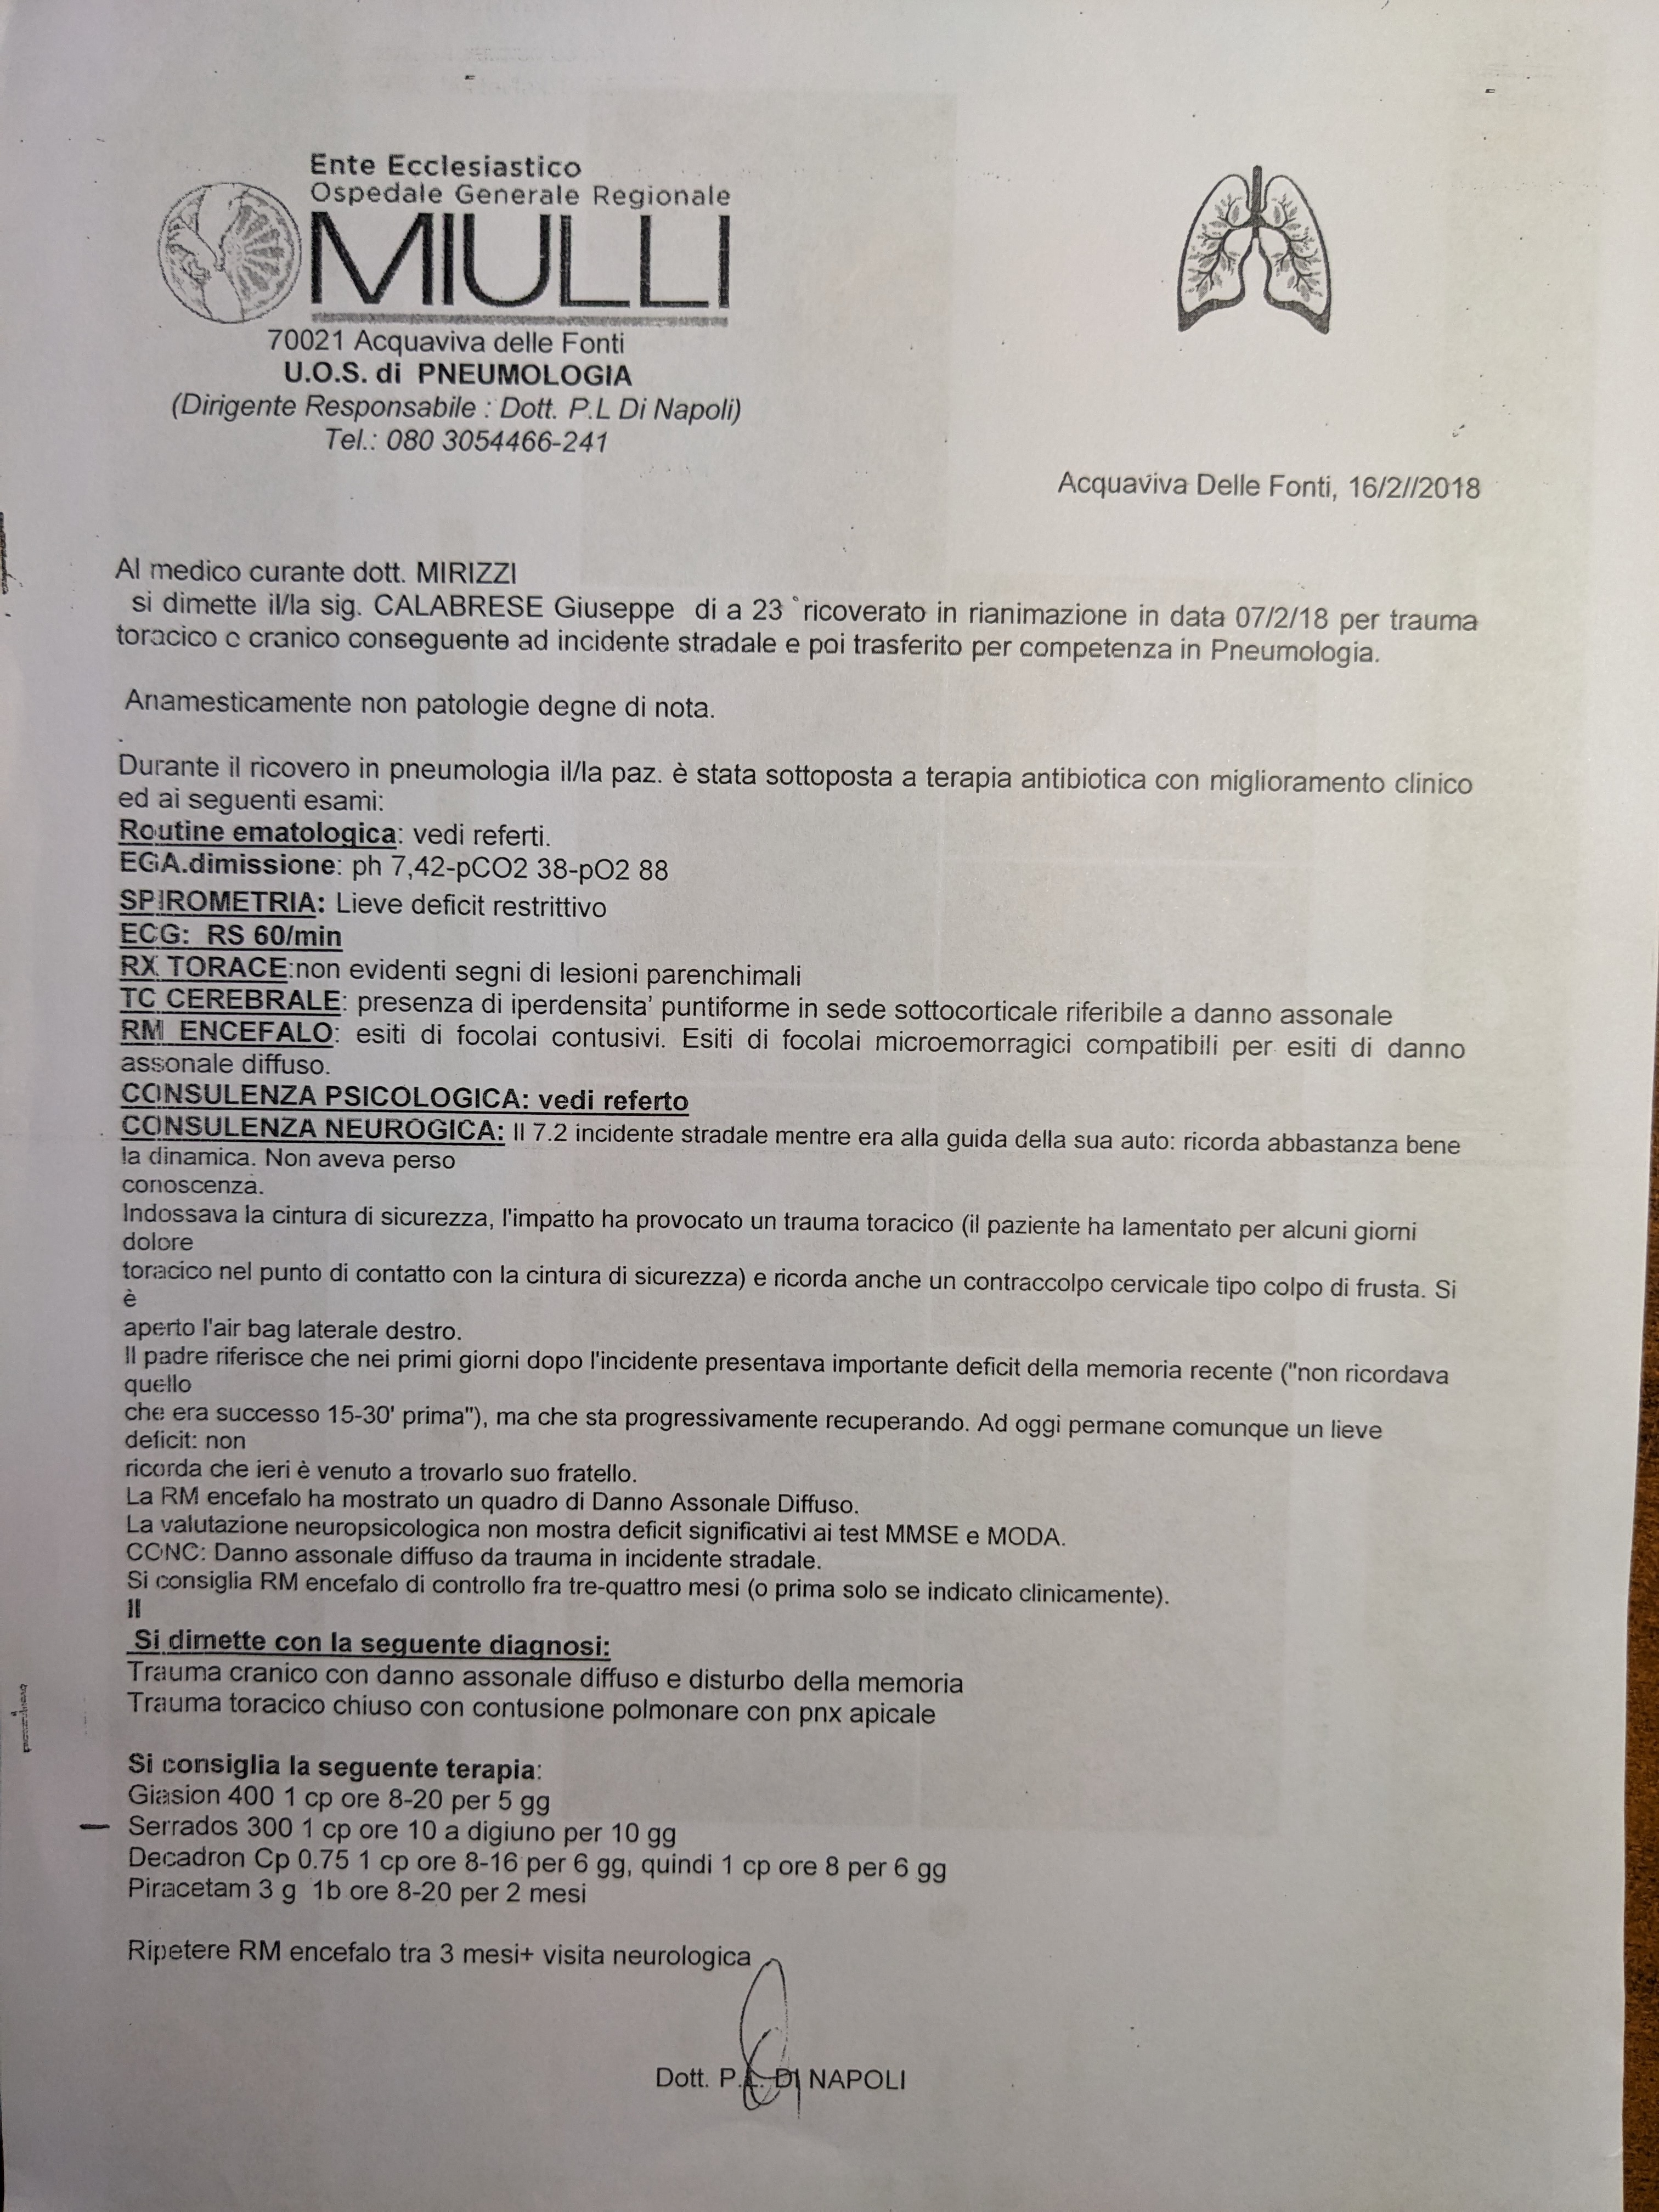 Ente Ecclesiastico
Ospedale Generale Regionale
MIULLI
70021 Acquaviva delle Fonti
U.O.S. di PNEUMOLOGIA
(Dirigente Responsabile : Dott. P.L Di Napoli)
Tel.: 080 3054466-241
Acquaviva Delle Fonti, 16/2//2018
Al medico curante dott. MIRIZZI
si dimette il/la sig. CALABRESE Giuseppe di a 23 ricoverato in rianimazione in data 07/2/18 per trauma
toracico e cranico conseguente ad incidente stradale e poi trasferito per competenza in Pneumologia.
Anamesticamente non patologie degne di nota.
.
Durante il ricovero in pneumologia il/la paz. è stata sottoposta a terapia antibiotica con miglioramento clinico
ed ai seguenti esami:
Routine ematologica: vedi referti.
EGA.dimissione: ph 7,42-pCO2 38-pO2 88
SPIROMETRIA: Lieve deficit restrittivo
ECG: RS 60/min
RX TORACE:non evidenti segni di lesioni parenchimali
TC CEREBRALE: presenza di iperdensita' puntiforme in sede sottocorticale riferibile a danno assonale
RM ENCEFALO: esiti di focolai contusivi. Esiti di focolai microemorragici compatibili per esiti di danno
assonale diffuso.
CONSULENZA PSICOLOGICA: vedi referto
CONSULENZA NEUROGICA: Il 7.2 incidente stradale mentre era alla guida della sua auto: ricorda abbastanza bene
la dinamica. Non aveva perso
conoscenza.
Indossava la cintura di sicurezza, l'impatto ha provocato un trauma toracico (il paziente ha lamentato per alcuni giorni
dolore
toracico nel punto di contatto con la cintura di sicurezza) e ricorda anche un contraccolpo cervicale tipo colpo di frusta. Si
è
aperto l'air bag laterale destro.
Il padre riferisce che nei primi giorni dopo l'incidente presentava importante deficit della memoria recente ("non ricordava
quello
che era successo 15-30' prima"), ma che sta progressivamente recuperando. Ad oggi permane comunque un lieve
deficit: non
ricorda che ieri è venuto a trovarlo suo fratello.
La RM encefalo ha mostrato un quadro di Danno Assonale Diffuso.
La valutazione neuropsicologica non mostra deficit significativi ai test MMSE e MODA.
CONC: Danno assonale diffuso da trauma in incidente stradale.
Si consiglia RM encefalo di controllo fra tre-quattro mesi (o prima solo se indicato clinicamente).
Il
Si dimette con la seguente diagnosi:
Trauma cranico con danno assonale diffuso e disturbo della memoria
Trauma toracico chiuso con contusione polmonare con pnx apicale
Si consiglia la seguente terapia:
Giasion 400 1 cp ore 8-20 per 5 gg
Serrados 300 1 cp ore 10 a digiuno per 10 gg
Decadron Cp 0.75 1 cp ore 8-16 per 6 gg, quindi 1 cp ore 8 per 6 gg
Piracetam 3 g 1b ore 8-20 per 2 mesi
Ripetere RM encefalo tra 3 mesi+ visita neurologica
Dott. P.L. DI NAPOLI